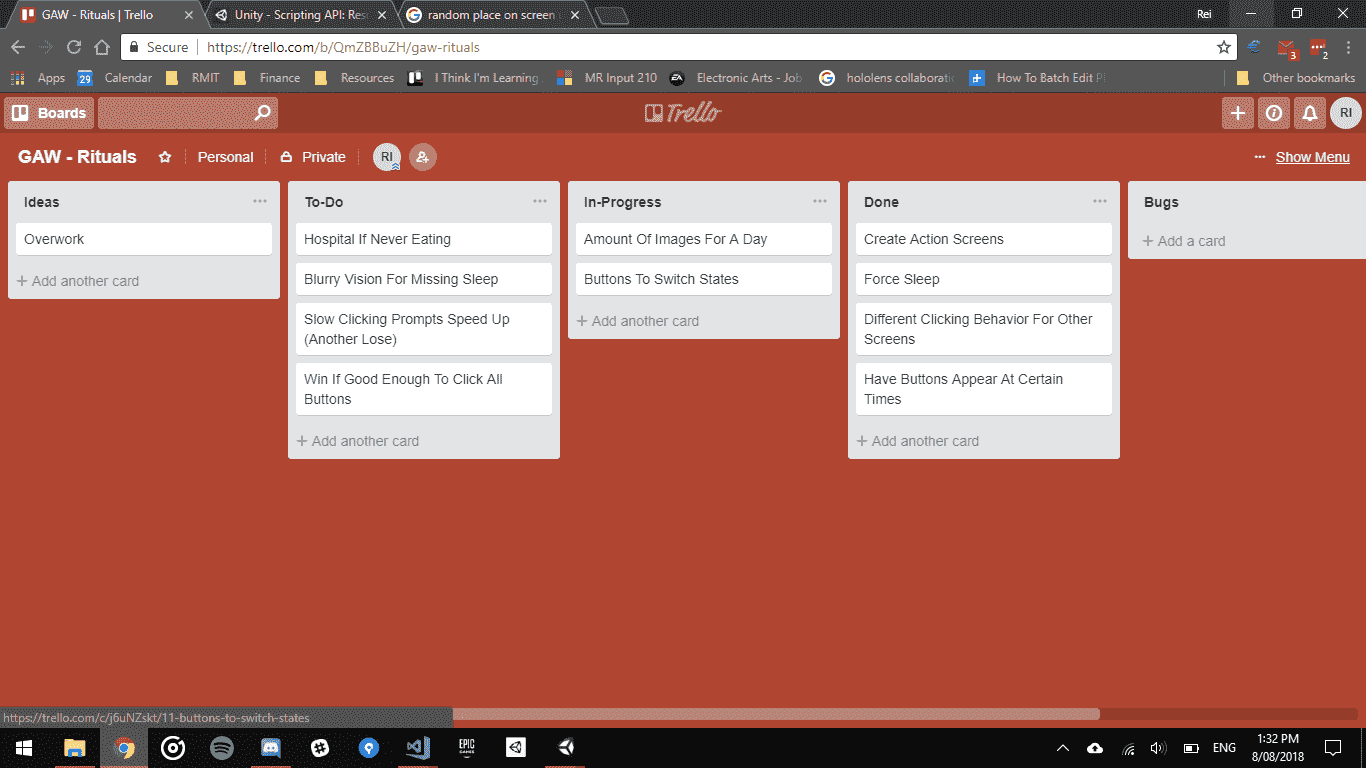 GAW - Rituals | Trello
Unity - Scripting API: Res
random place on screen
Rei
Secure
https://trello.com/b/QmZBBuZH/gaw-rituals
3
2
Apps
29
Calendar
RMIT
Finance
Resources
I Think I'm Learning
MR Input 210
EA
Electronic Arts - Job
hololens collaborati
How To Batch Edit
Other bookmarks
Boards
Trello
RI
GAW - Rituals
Personal
Private
RI
Show Menu
Ideas
Overwork
+ Add another card
To-Do
Hospital If Never Eating
Blurry Vision For Missing Sleep
Slow Clicking Prompts Speed Up
(Another Lose)
Win If Good Enough To Click All
Buttons
+ Add another card
In-Progress
Amount Of Images For A Day
Buttons To Switch States
+ Add another card
Done
Create Action Screens
Force Sleep
Different Clicking Behavior For Other
Screens
Have Buttons Appear At Certain
Times
+ Add another card
Bugs
+ Add a card
https://trello.com/c/j6uNZskt/11-buttons-to-switch-states
EPIC
GAMES
ENG
1:32 PM
8/08/2018